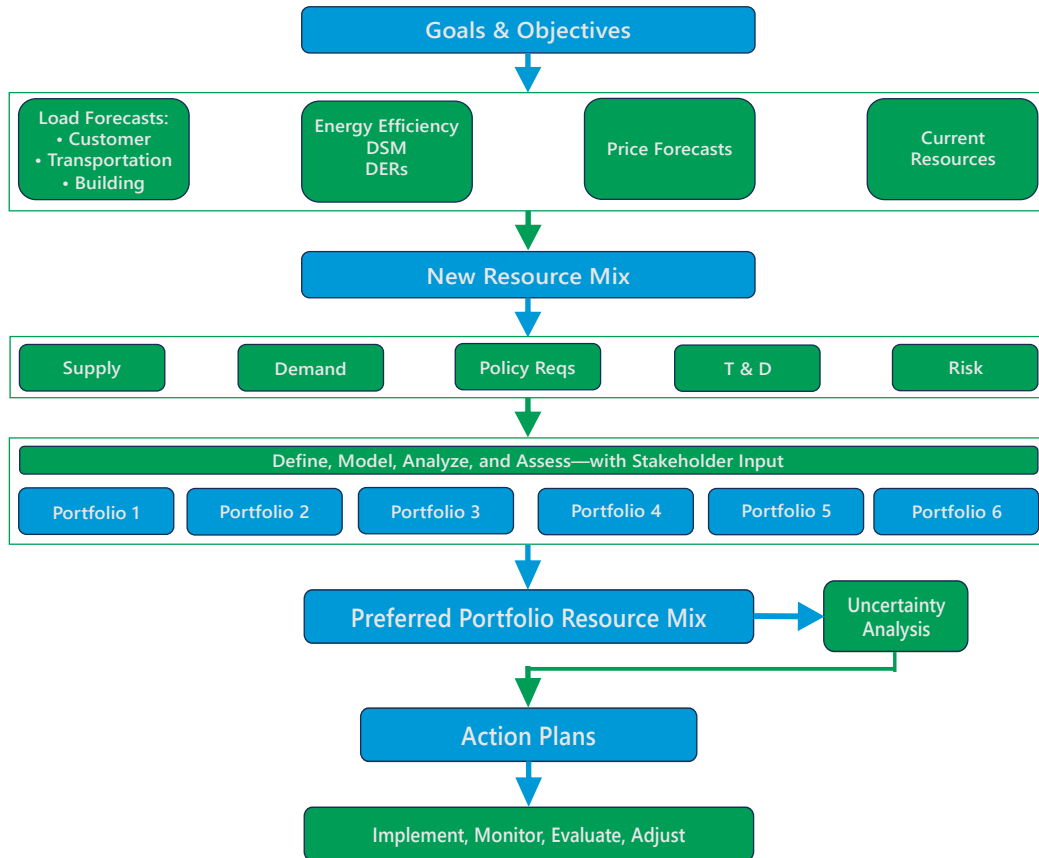 Goals & Objectives
Load Forecasts:
• Customer
• Transportation
• Building
Energy Efficiency
DSM
DERs
Price Forecasts
Current
Resources
New Resource Mix
Supply
Demand
Policy Reqs
T & D
Risk
Define, Model, Analyze, and Assess—with Stakeholder Input
Portfolio 1
Portfolio 2
Portfolio 3
Portfolio 4
Portfolio 5
Portfolio 6
Preferred Portfolio Resource Mix
Uncertainty
Analysis
Action Plans
Implement, Monitor, Evaluate, Adjust